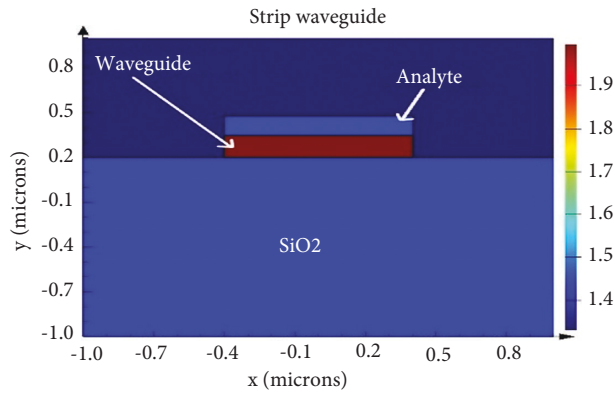 Strip waveguide
Waveguide
Analyte
SiO2
y (microns)
0.8
0.5
0.2
-0.1
-0.4
-0.7
-1.0
-1.0 -0.7 -0.4 -0.1 0.2 0.5 0.8
x (microns)
1.9
1.8
1.7
1.6
1.5
1.4